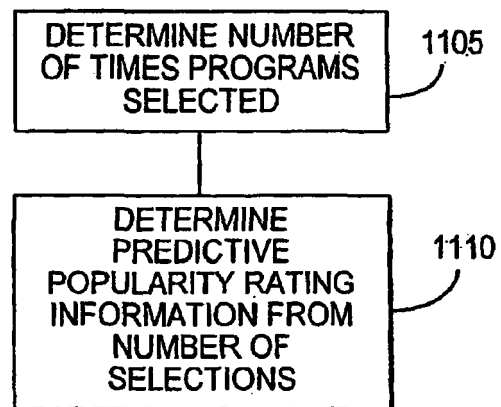 DETERMINE NUMBER
OF TIMES PROGRAMS
SELECTED
1105
DETERMINE
PREDICTIVE
POPULARITY RATING
INFORMATION FROM
NUMBER OF
SELECTIONS
1110